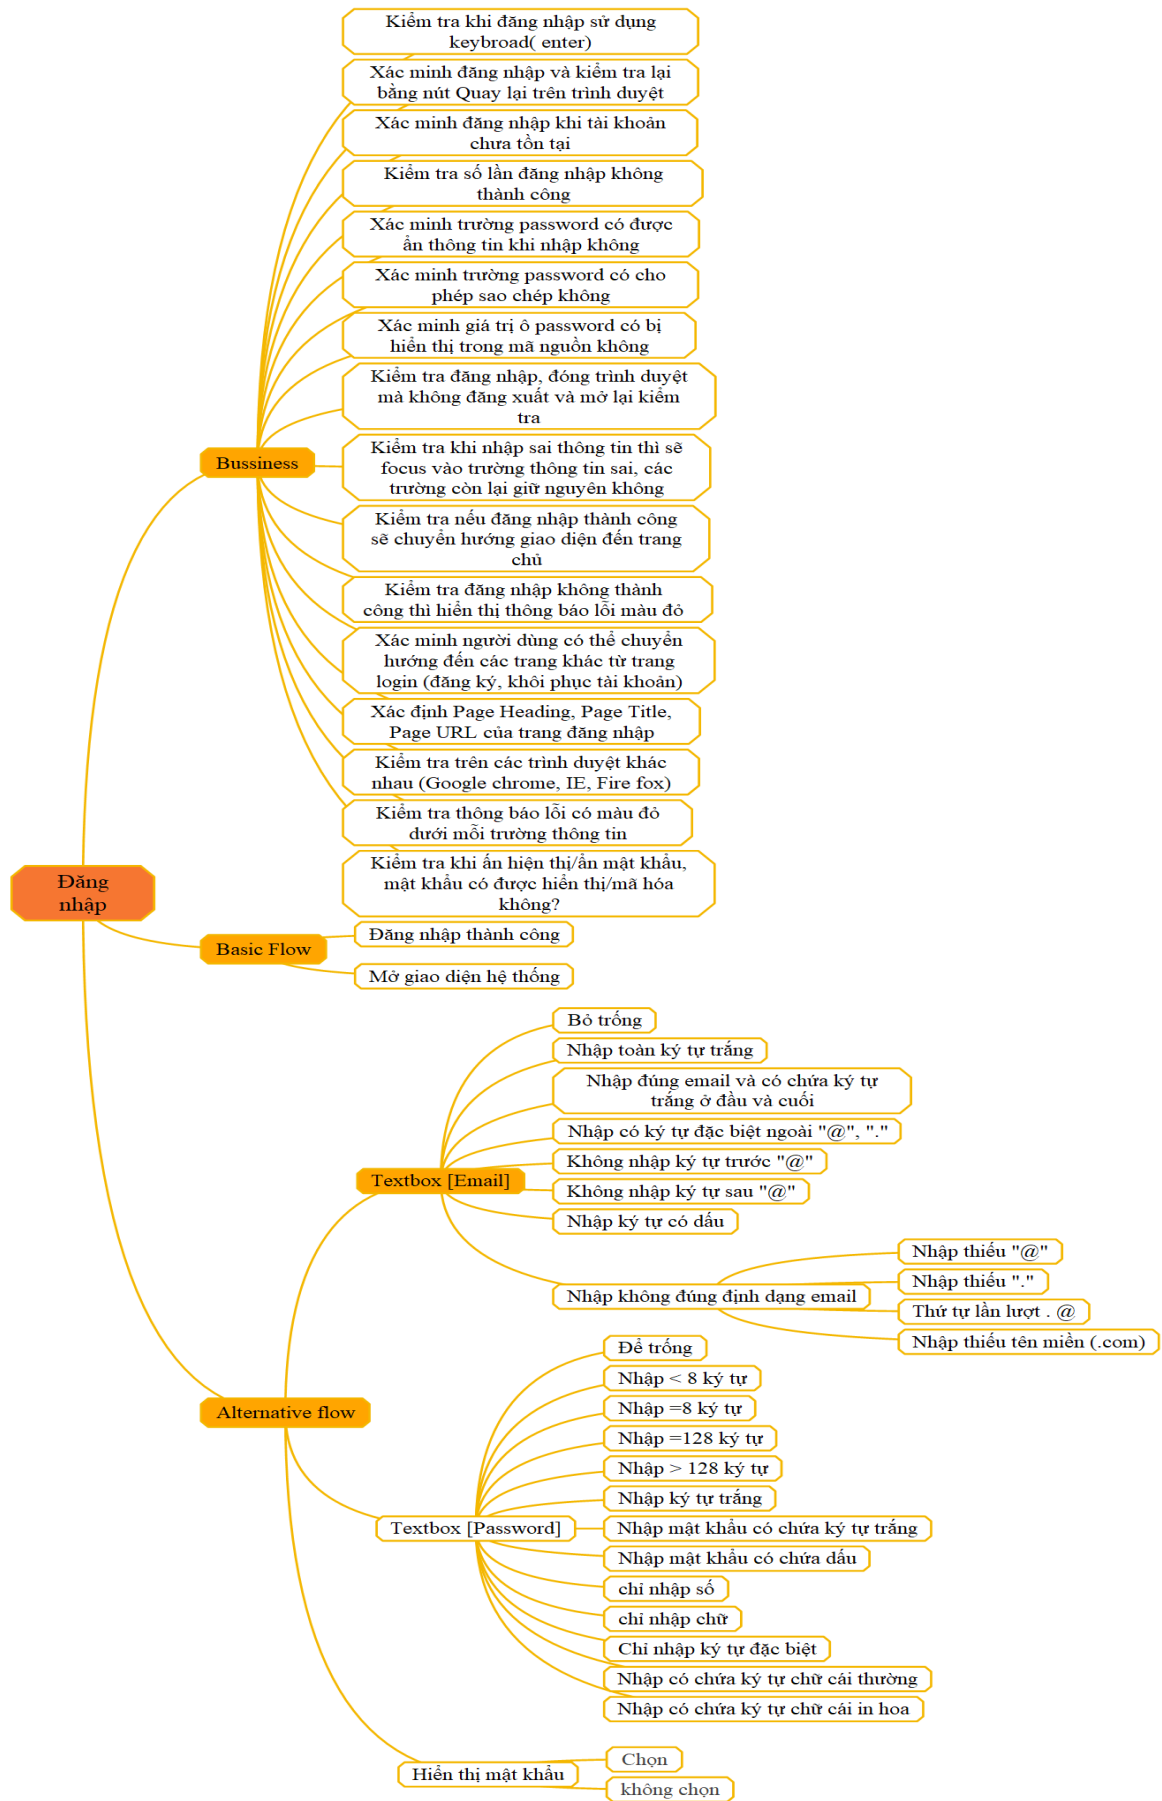 Kiểm tra khi đăng nhập sử dụng
keybroad( enter)
Xác minh đăng nhập và kiểm tra lại
bằng nút Quay lại trên trình duyệt
Xác minh đăng nhập khi tài khoản
chưa tồn tại
Kiểm tra số lần đăng nhập không
thành công
Xác minh trường password có được
ẩn thông tin khi nhập không
Xác minh trường password có cho
phép sao chép không
Xác minh giá trị ô password có bị
hiển thị trong mã nguồn không
Kiểm tra đăng nhập, đóng trình duyệt
mà không đăng xuất và mở lại kiểm
tra
Bussiness
Kiểm tra khi nhập sai thông tin thì sẽ
focus vào trường thông tin sai, các
trường còn lại giữ nguyên không
Kiểm tra nếu đăng nhập thành công
sẽ chuyển hướng giao diện đến trang
chủ
Kiểm tra đăng nhập không thành
công thì hiển thị thông báo lỗi màu đỏ
Xác minh người dùng có thể chuyển
hướng đến các trang khác từ trang
login (đăng ký, khôi phục tài khoản)
Xác định Page Heading, Page Title,
Page URL của trang đăng nhập
Kiểm tra trên các trình duyệt khác
nhau (Google chrome, IE, Fire fox)
Kiểm tra thông báo lỗi có màu đỏ
dưới mỗi trường thông tin
Kiểm tra khi ấn hiện thị/ẩn mật khẩu,
mật khẩu có được hiển thị/mã hóa
không?
Đăng
nhập
Basic Flow
Đăng nhập thành công
Mở giao diện hệ thống
Bỏ trống
Nhập toàn ký tự trắng
Nhập đúng email và có chứa ký tự
trắng ở đầu và cuối
Nhập có ký tự đặc biệt ngoài "@", "."
Không nhập ký tự trước "@"
Textbox [Email]
Không nhập ký tự sau "@"
Nhập ký tự có dấu
Nhập không đúng định dạng email
Nhập thiếu "@"
Nhập thiếu "."
Thứ tự lần lượt . @
Nhập thiếu tên miền (.com)
Alternative flow
Để trống
Nhập < 8 ký tự
Nhập =8 ký tự
Nhập =128 ký tự
Nhập > 128 ký tự
Nhập ký tự trắng
Textbox [Password]
Nhập mật khẩu có chứa ký tự trắng
Nhập mật khẩu có chứa dấu
chỉ nhập số
chỉ nhập chữ
Chỉ nhập ký tự đặc biệt
Nhập có chứa ký tự chữ cái thường
Nhập có chứa ký tự chữ cái in hoa
Hiển thị mật khẩu
Chọn
không chọn